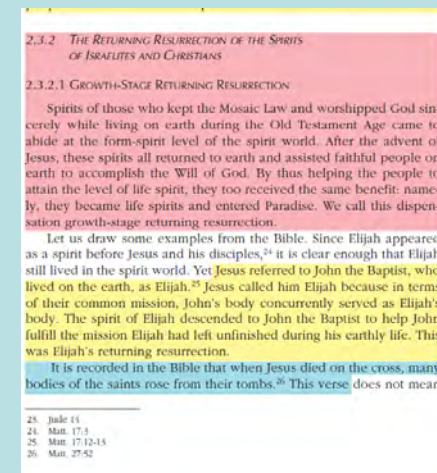 2.3.2 THE RETURNING RESURRECTION OF THE SPIRITS
OF ISRAELITES AND CHRISTIANS
2.3.2.1 GROWTH-STAGE RETURNING RESURRECTION
Spirits of those who kept the Mosaic Law and worshipped God sin
cerely while living on earth during the Old Testament Age came to
abide at the form-spirit level of the spirit world. After the advent of
Jesus, these spirits all returned to earth and assisted faithful people on
earth to accomplish the Will of God. By thus helping the people to
attain the level of life spirit, they too received the same benefit: name-
ly, they became life spirits and entered Paradise. We call this dispen-
sation growth-stage returning resurrection.
Let us draw some examples from the Bible. Since Elijah appeared
as a spirit before Jesus and his disciples,24 it is clear enough that Elijah
still lived in the spirit world. Yet Jesus referred to John the Baptist, who
lived on the earth, as Elijah.25 Jesus called him Elijah because in terms
of their common mission, John's body concurrently served as Elijah's
body. The spirit of Elijah descended to John the Baptist to help John
fulfill the mission Elijah had left unfinished during his earthly life. This
was Elijah's returning resurrection.
It is recorded in the Bible that when Jesus died on the cross, many
bodies of the saints rose from their tombs.26 This verse does not mean
23. Jude 14
24. Matt. 17:3
25. Matt. 17:12-13
26. Matt. 27:52